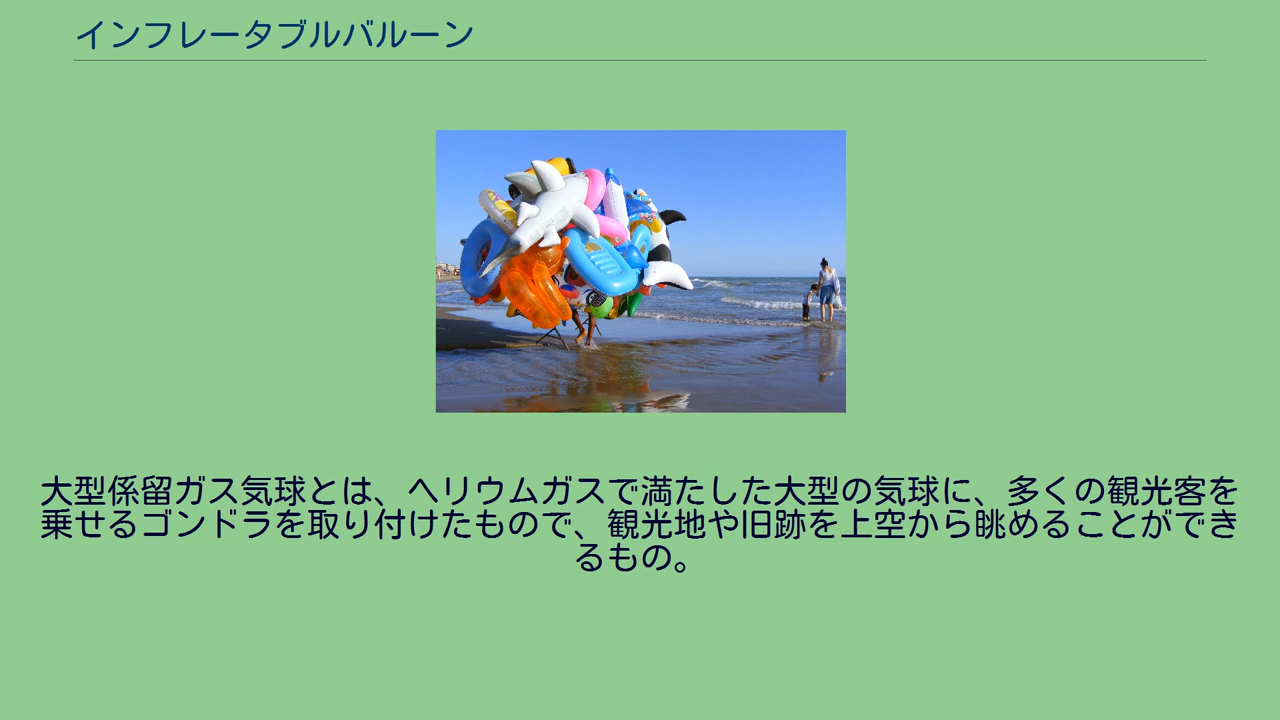 インフレータブルバルーン
大型係留ガス気球とは、ヘリウムガスで満たした大型の気球に、多くの観光客を
乗せるゴンドラを取り付けたもので、観光地や旧跡を上空から眺めることができ
るもの。